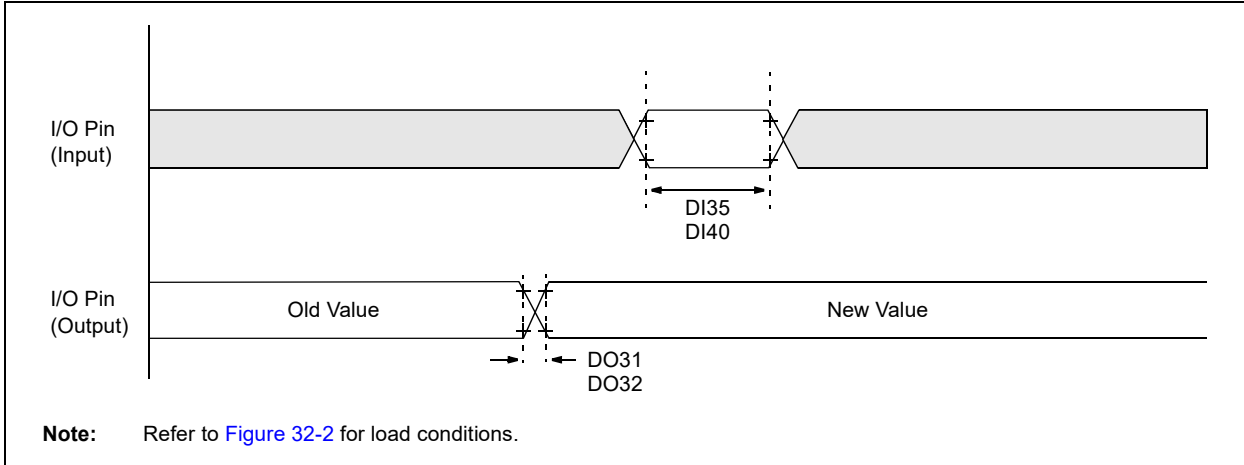 I/O Pin
(Input)
DI35
DI40
I/O Pin
(Output)
Old Value
New Value
DO31
DO32
Note: Refer to Figure 32-2 for load conditions.